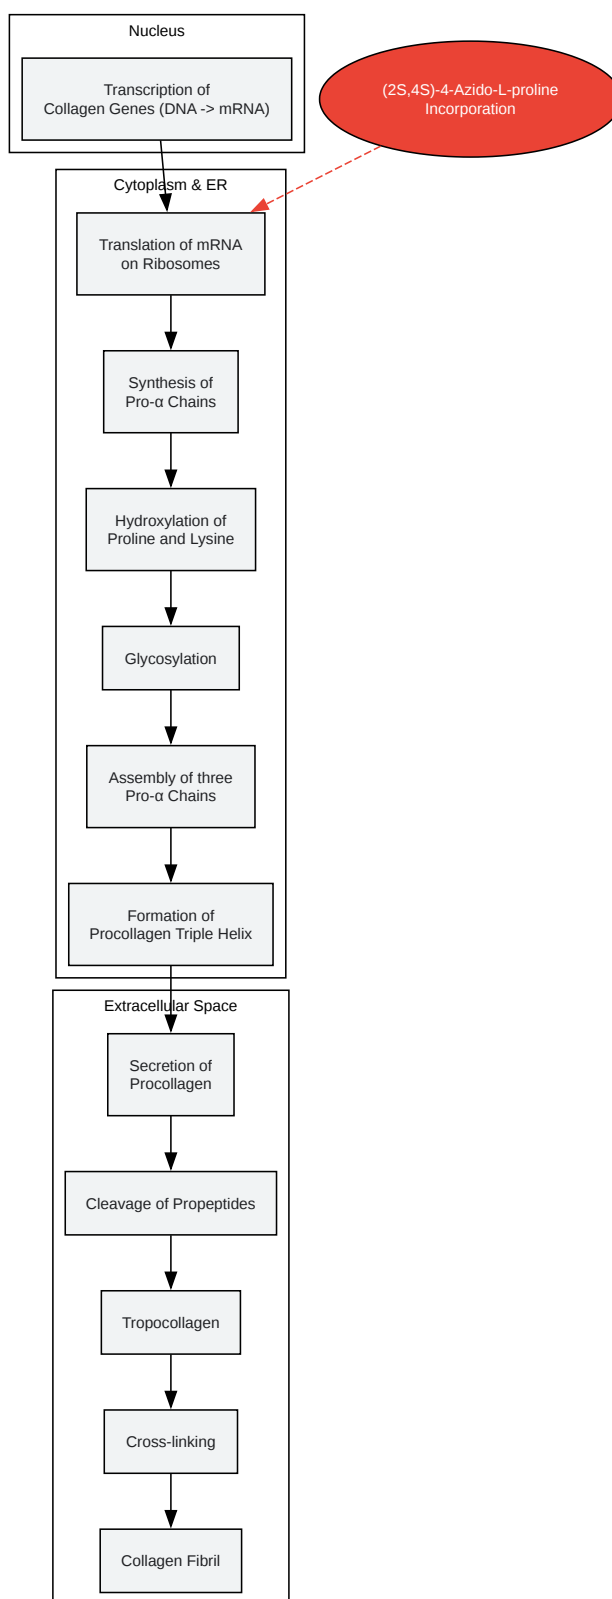 Nucleus
Transcription of
Collagen Genes (DNA -> mRNA)
(2S,4S)-4-Azido-L-proline
Incorporation
Cytoplasm & ER
Translation of mRNA
on Ribosomes
Synthesis of
Pro-α Chains
Hydroxylation of
Proline and Lysine
Glycosylation
Assembly of three
Pro-α Chains
Formation of
Procollagen Triple Helix
Extracellular Space
Secretion of
Procollagen
Cleavage of Propeptides
Tropocollagen
Cross-linking
Collagen Fibril